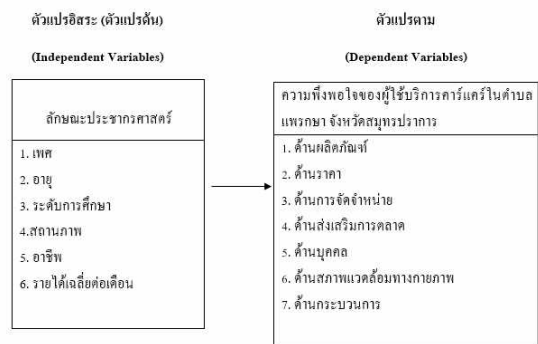 ตัวแปรอิสระ (ตัวแปรต้น)
(Independent Variables)
ลักษณะประชากรศาสตร์
1. เพศ
2. อายุ
3. ระดับการศึกษา
4.สถานภาพ
5. อาชีพ
6. รายได้เฉลี่ยต่อเดือน
ตัวแปรตาม
(Dependent Variables)
ความพึงพอใจของผู้ใช้บริการคาร์แคร์ในตำบล
แพรกษา จังหวัดสมุทรปราการ
1. ด้านผลิตภัณฑ์
2. ด้านราคา
3. ด้านการจัดจำหน่าย
4. ด้านส่งเสริมการตลาด
5. ด้านบุคคล
6. ด้านสภาพแวดล้อมทางกายภาพ
7. ด้านกระบวนการ